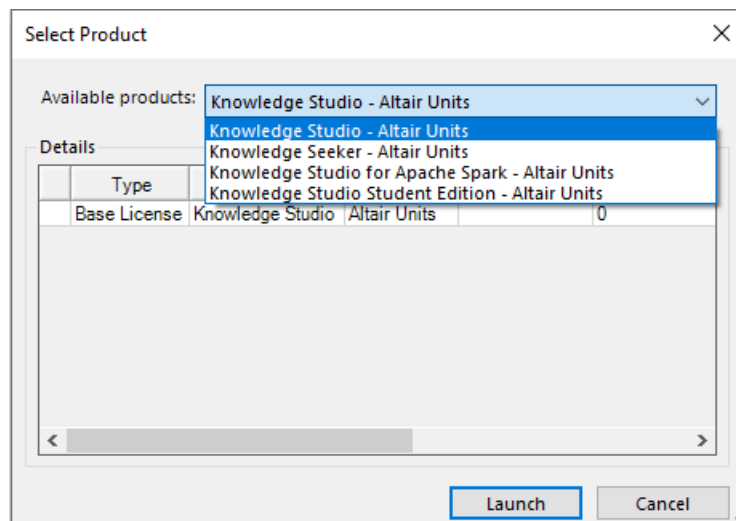 Select Product
Available products: Knowledge Studio - Altair Units
Knowledge Studio - Altair Units
Knowledge Seeker - Altair Units
Knowledge Studio for Apache Spark - Altair Units
Knowledge Studio Student Edition - Altair Units
Details
Type
Base License Knowledge Studio Altair Units 0
Launch Cancel